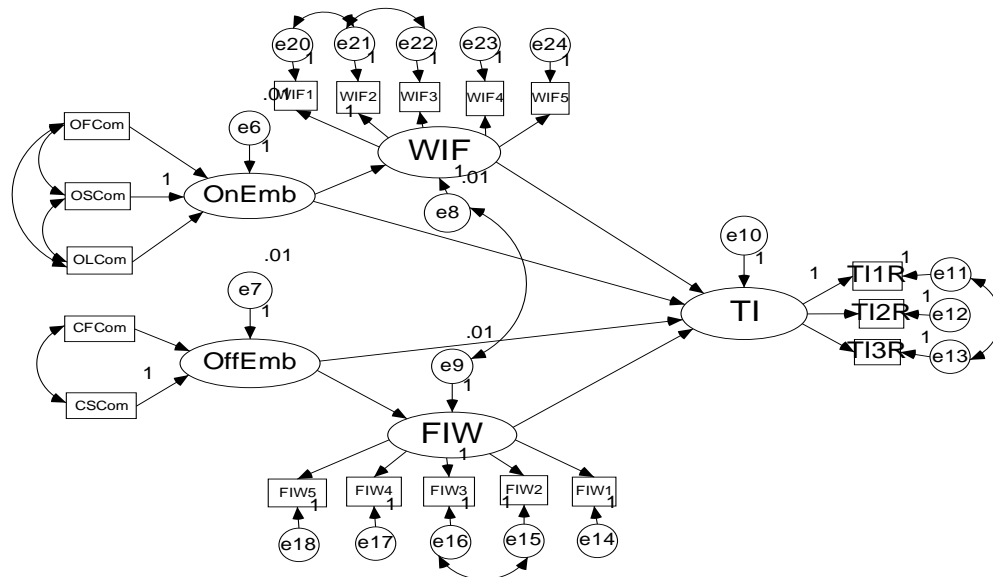 e20 e21 e22 e23 e24
1 1 1 1 1 1
WIF1 WIF2 WIF3 WIF4 WIF5
.01
1
OFCom
e6
1
WIF
1
.01
OSCom
1
OnEmb
e8
OLCom
e10
1
.01
e7
1
TI
1
TI1R
1
e11
TI2R
1
e12
TI3R
1
e13
CFCom
OffEmb
.01
e9
1
CSCom
1
FIW
1
FIW5 FIW4 FIW3 FIW2 FIW1
1 1 1 1 1 1
e18 e17 e16 e15 e14